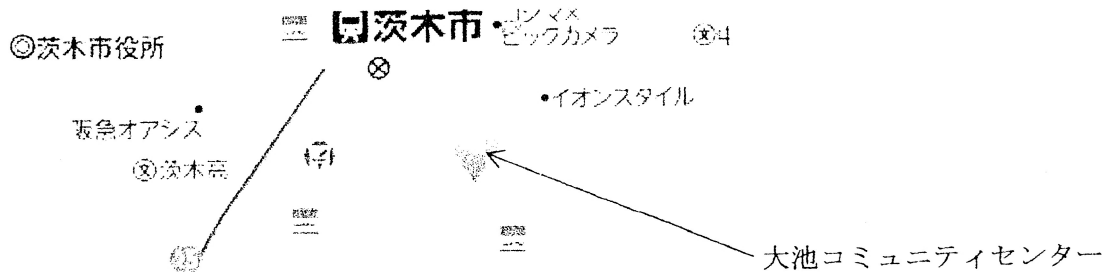 ◎茨木市役所
茨木市
ビックカメラ
イオンスタイル
阪急オアシス
茨木高
大池コミュニティセンター